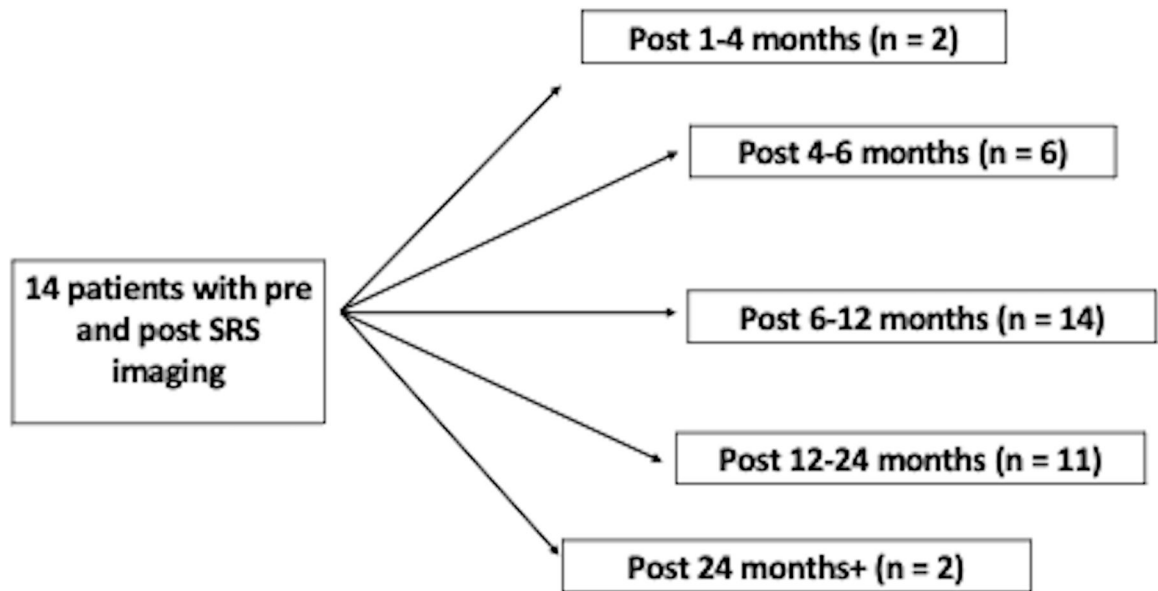 14 patients with pre
and post SRS
imaging
Post 1-4 months (n = 2)
Post 4-6 months (n = 6)
Post 6-12 months (n = 14)
Post 12-24 months (n = 11)
Post 24 months+ (n = 2)